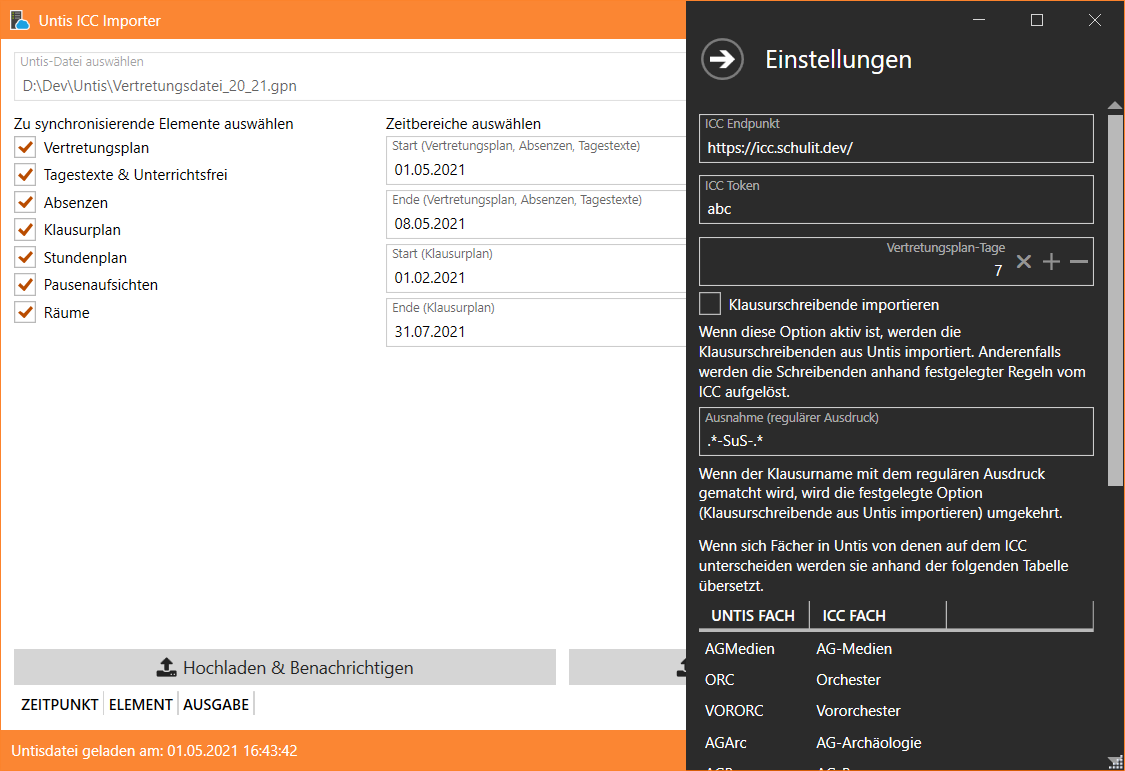 Untis ICC Importer
Untis-Datei auswählen
D:\Dev\Untis\Vertretungsdatei_20_21.gpn
Zu synchronisierende Elemente auswählen
Vertretungsplan
Tagestexte & Unterrichtsfrei
Absenzen
Klausurplan
Stundenplan
Pausenaufsichten
Räume
Zeitbereiche auswählen
Start (Vertretungsplan, Absenzen, Tagestexte)
01.05.2021
Ende (Vertretungsplan, Absenzen, Tagestexte)
08.05.2021
Start (Klausurplan)
01.02.2021
Ende (Klausurplan)
31.07.2021
Hochladen & Benachrichtigen
ZEITPUNKT ELEMENT AUSGABE
Untisdatei geladen am: 01.05.2021 16:43:42
Einstellungen
ICC Endpunkt
https://icc.schulit.dev/
ICC Token
abc
Vertretungsplan-Tage
7
Klausurschreibende importieren
Wenn diese Option aktiv ist, werden die
Klausurschreibenden aus Untis importiert. Anderenfalls
werden die Schreibenden anhand festgelegter Regeln vom
ICC aufgelöst.
Ausnahme (regulärer Ausdruck)
.*-SuS-.*
Wenn der Klausurname mit dem regulären Ausdruck
gematcht wird, wird die festgelegte Option
(Klausurschreibende aus Untis importieren) umgekehrt.
Wenn sich Fächer in Untis von denen auf dem ICC
unterscheiden werden sie anhand der folgenden Tabelle
übersetzt.
UNTIS FACH ICC FACH
AGMedien AG-Medien
ORC Orchester
VORORC Vororchester
AGArc AG-Archäologie